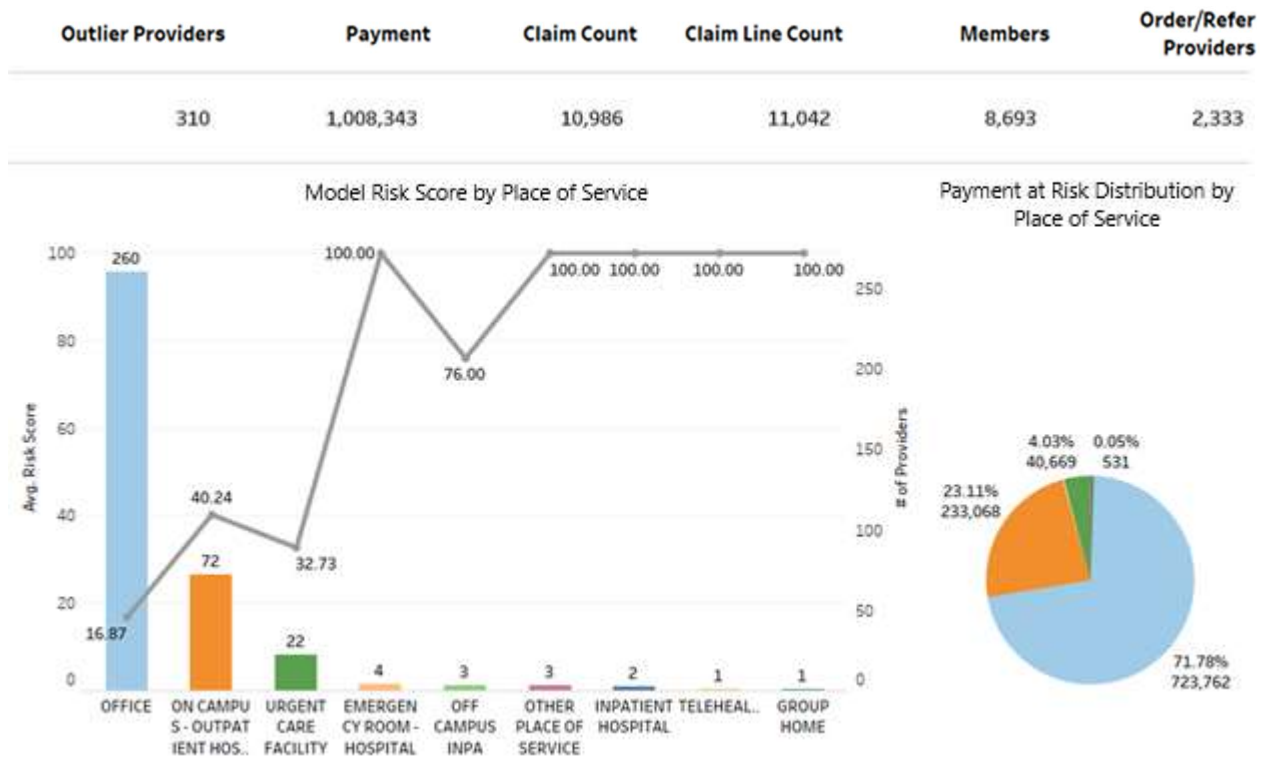 Outlier Providers
Payment
Claim Count
Claim Line Count
Members
Order/Refer
Providers
310
1,008,343
10,986
11,042
8,693
2,333
Model Risk Score by Place of Service
Payment at Risk Distribution by
Place of Service
Avg. Risk Score
100
80
60
40
20
0
260
72
22
4
3
3
2
1
1
16.87
40.24
32.73
100.00
76.00
100.00
100.00
100.00
100.00
250
200
150
100
50
0
# of Providers
OFFICE
ON CAMPU
S - OUTPAT
IENT HOS..
URGENT
CARE
FACILITY
EMERGEN
CY ROOM -
HOSPITAL
OFF
CAMPUS
INPA
OTHER
PLACE OF
SERVICE
INPATIENT
HOSPITAL
TELEHEAL..
GROUP
HOME
4.03%
40,669
0.05%
531
23.11%
233,068
71.78%
723,762